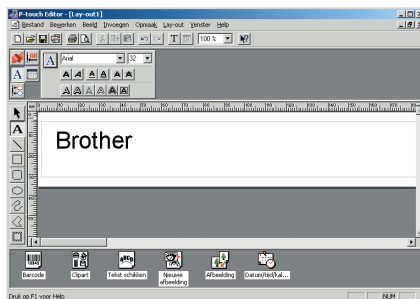 P-touch Editor - [Lay-out1]
Bestand Bewerken Beeld Invoegen Opmaak Lay-out Venster Help
100 %
Arial 32
Brother
Barcode Clipart Tekst schikken Nieuwe afbeelding Afbeelding Datum/tijd/kal...
Druk op F1 voor Help NUM